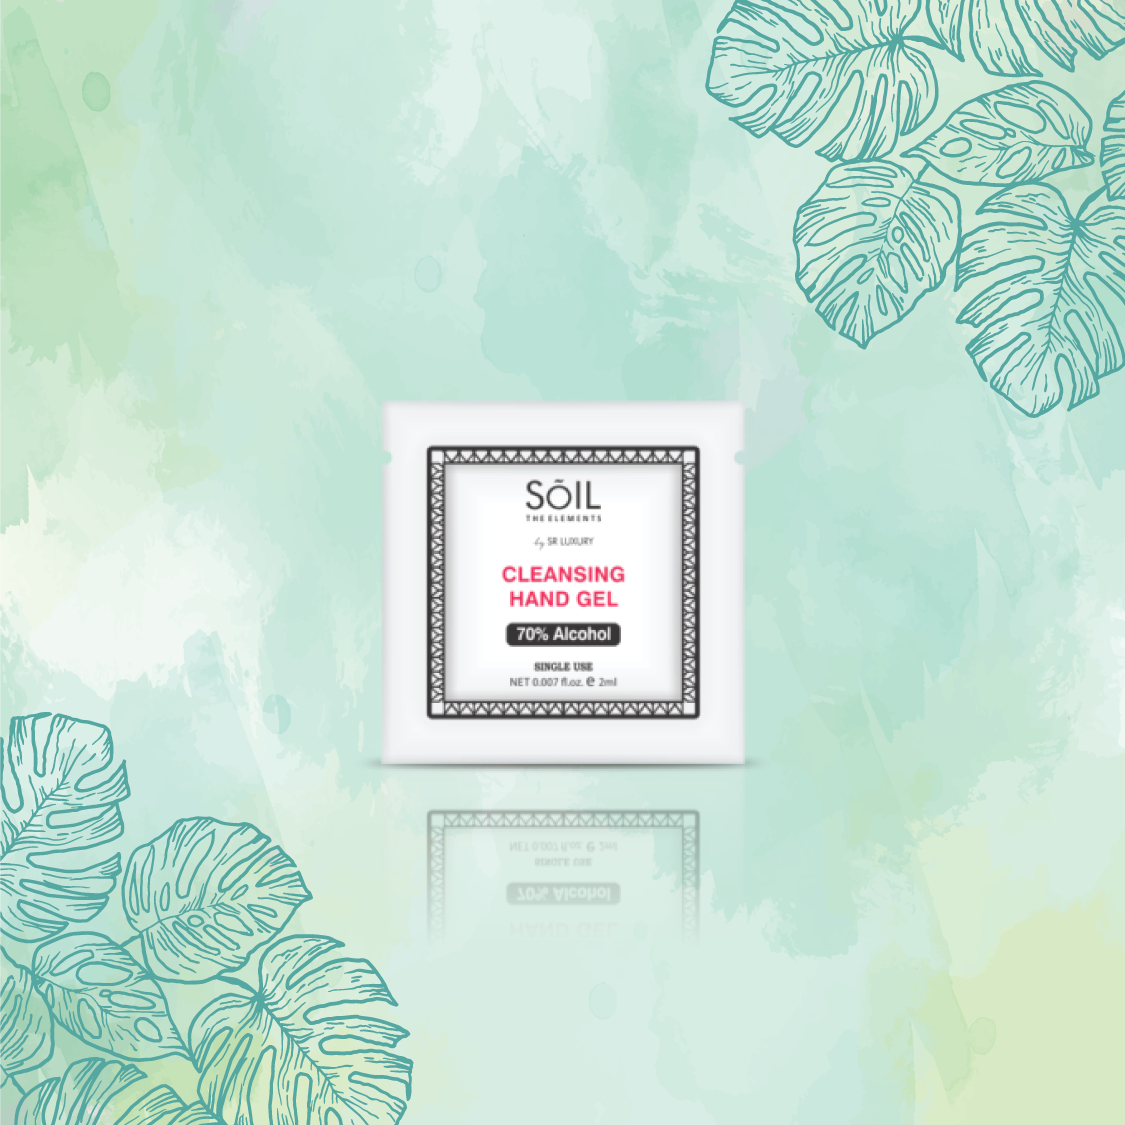 SÕIL
THE ELEMENTS
by SR LUXURY
CLEANSING
HAND GEL
70% Alcohol
SINGLE USE
NET 0.007 fl.oz. e 2ml